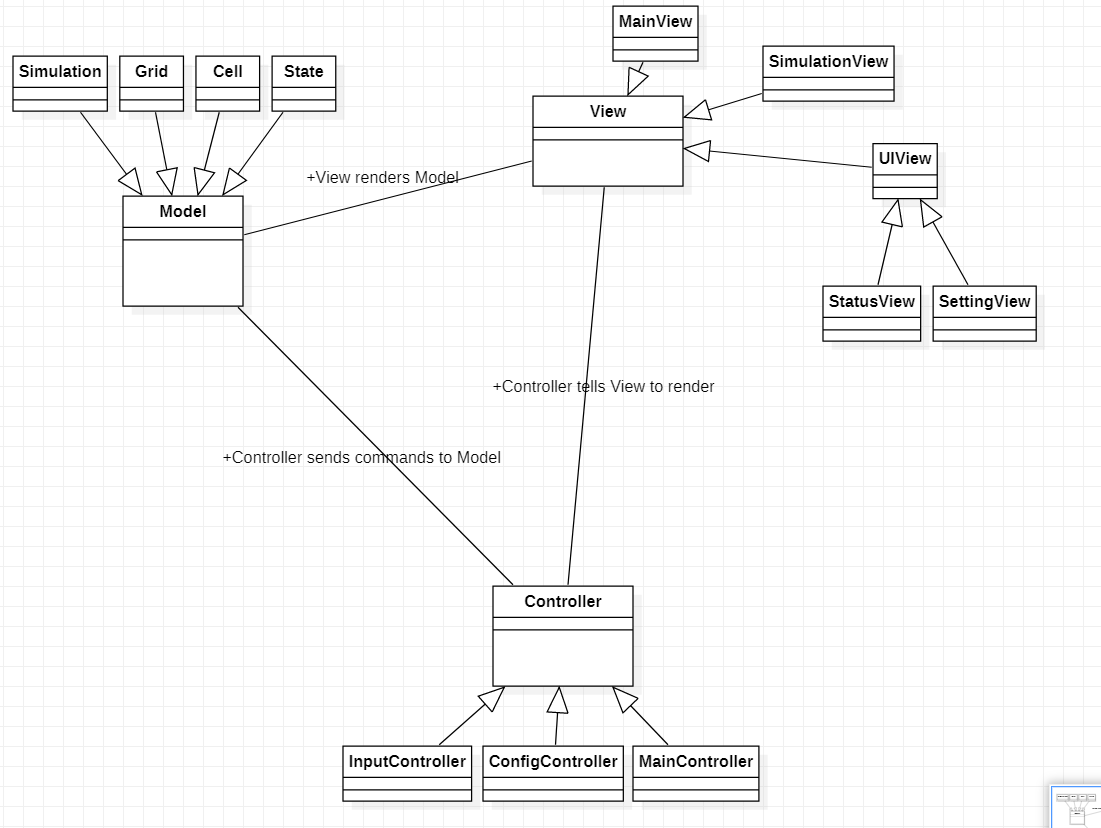 MainView
Simulation
Grid
Cell
State
SimulationView
View
UIView
+View renders Model
Model
StatusView
SettingView
+Controller tells View to render
+Controller sends commands to Model
Controller
InputController
ConfigController
MainController